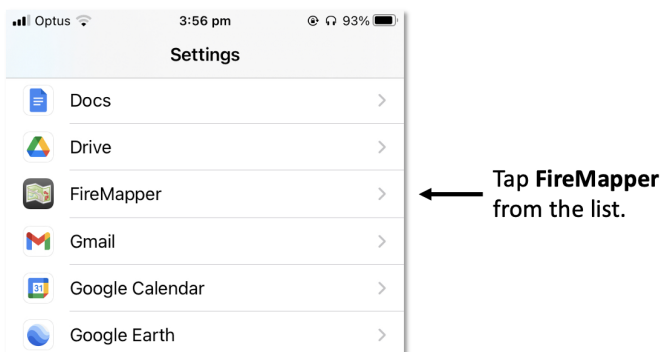 Optus 3:56 pm 93%
Settings
Docs
Drive
FireMapper
Gmail
31 Google Calendar
Google Earth
Tap FireMapper
from the list.